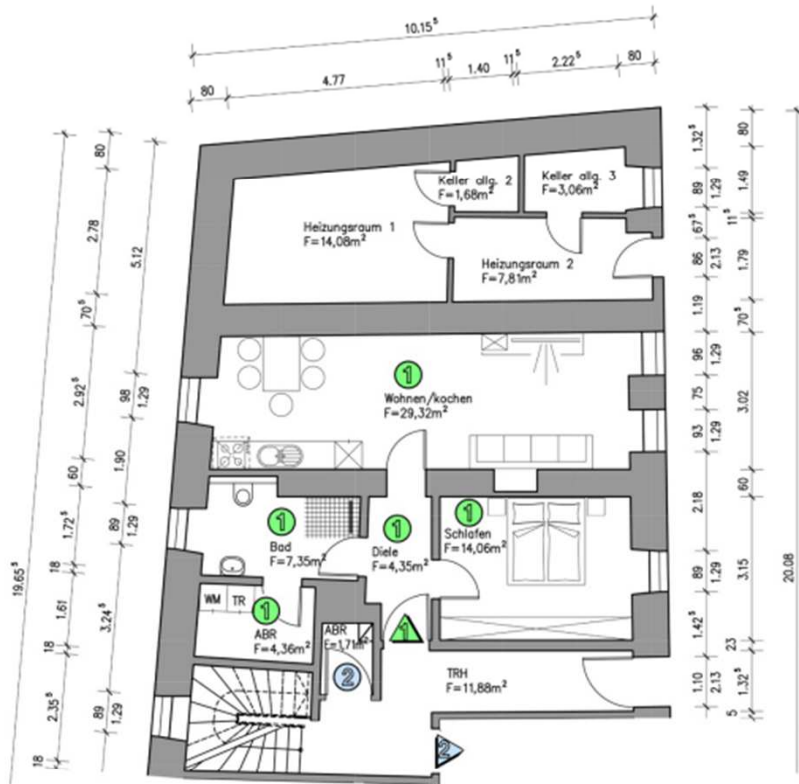 10.15⁵
80
4.77
11⁵
1.40
11⁵
2.22⁵
80
Keller allg. 2
F=1,68m²
Keller allg. 3
F=3,06m²
Heizungsraum 1
F=14,08m²
Heizungsraum 2
F=7,81m²
1
Wohnen/kochen
F=29,32m²
1
Bad
F=7,35m²
1
Diele
F=4,35m²
1
Schlafen
F=14,06m²
WM
TR
1
ABR
F=4,36m²
ABR
F=1,71m²
2
1
TRH
F=11,88m²
2
19.65⁵
80
2.78
70⁵
2.92⁵
60
1.72⁵
18
1.61
18
2.35⁵
18
5.12
98
1.29
1.90
89
1.29
3.24⁵
89
1.29
1.32⁵
89
1.29
67⁵
86
2.13
1.19
96
1.29
75
93
1.29
2.18
89
1.29
1.42⁵
1.10
2.13
5
80
1.49
11⁵
1.79
70⁵
3.02
60
3.15
23
1.32⁵
20.08